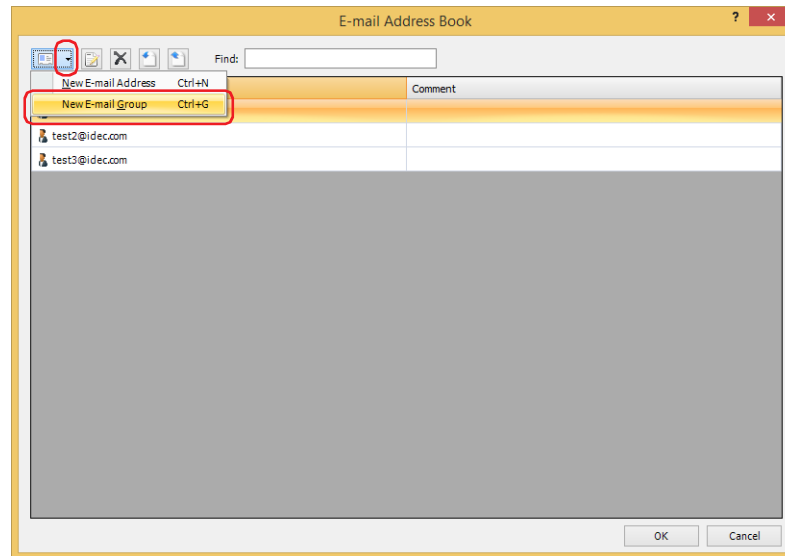 E-mail Address Book
?
Find:
New E-mail Address Ctrl+N
Comment
New E-mail Group Ctrl+G
test2@idec.com
test3@idec.com
OK Cancel